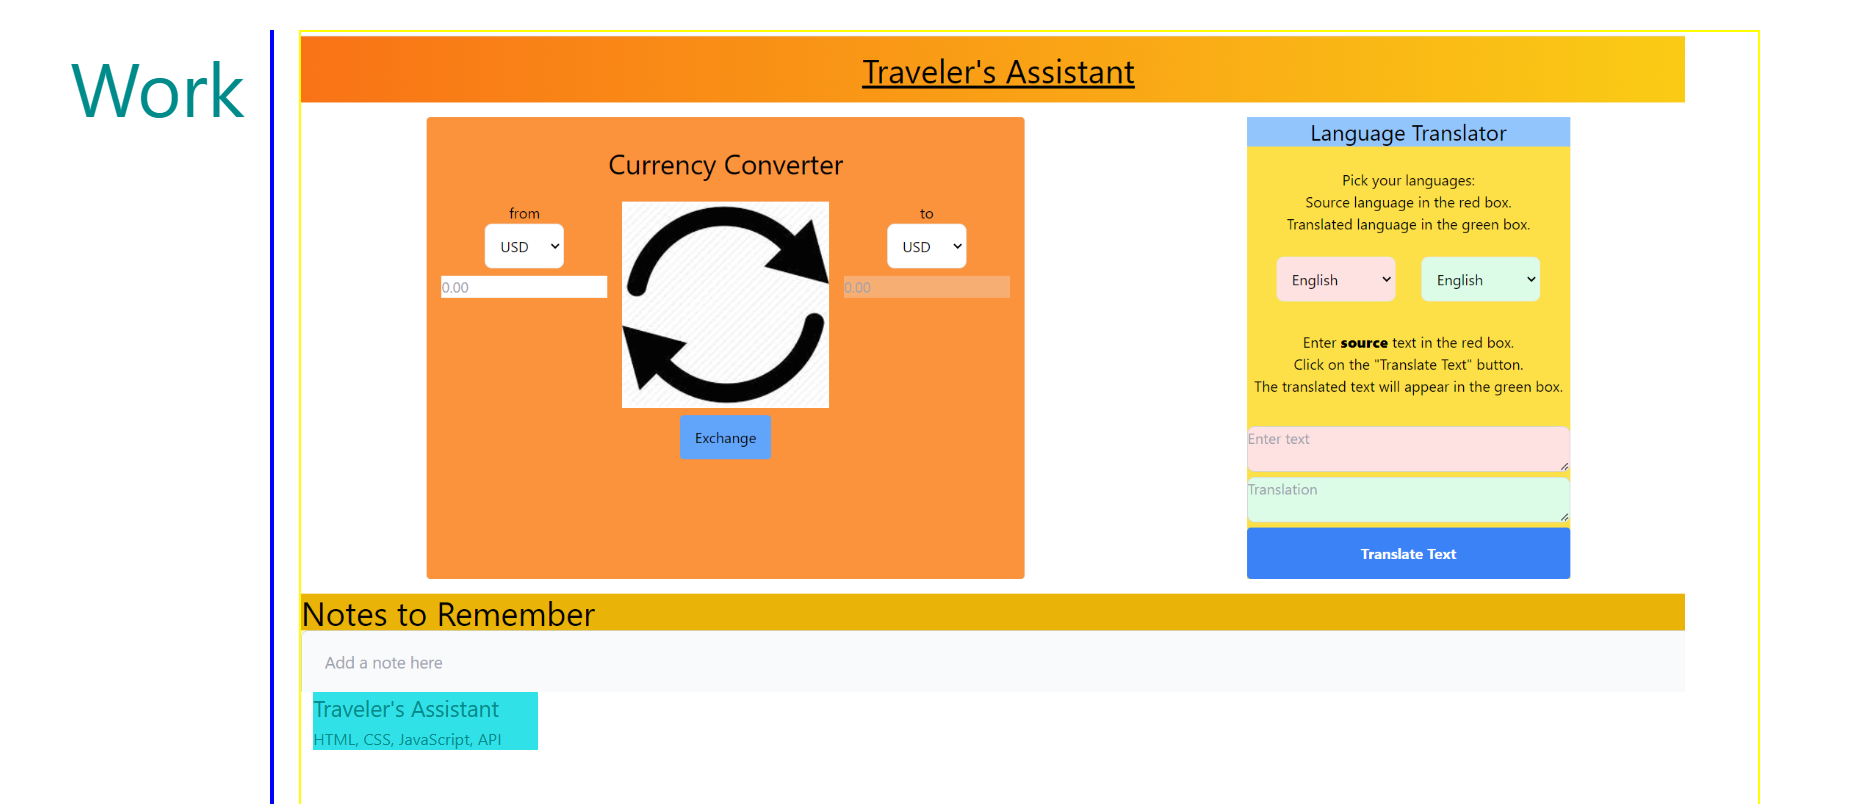 Work
Traveler's Assistant
Currency Converter
from
USD
0.00
to
USD
0.00
Exchange
Language Translator
Pick your languages:
Source language in the red box.
Translated language in the green box.
English
English
Enter source text in the red box.
Click on the "Translate Text" button.
The translated text will appear in the green box.
Enter text
Translation
Translate Text
Notes to Remember
Add a note here
Traveler's Assistant
HTML, CSS, JavaScript, API